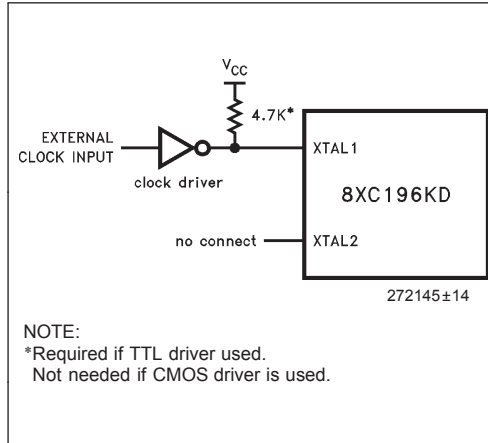 VCC
4.7K*
EXTERNAL
CLOCK INPUT
clock driver
XTAL1
8XC196KD
no connect
XTAL2
272145±14
NOTE:
*Required if TTL driver used.
Not needed if CMOS driver is used.